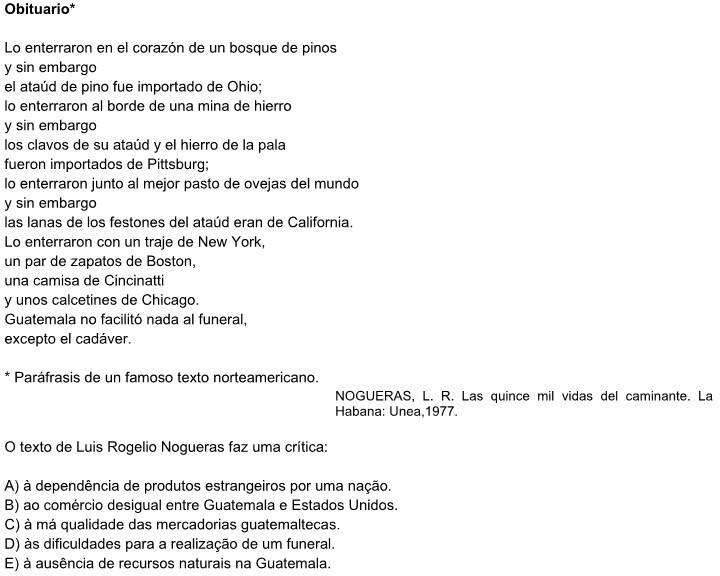 Obituario*
Lo enterraron en el corazón de un bosque de pinos
y sin embargo
el ataúd de pino fue importado de Ohio;
lo enterraron al borde de una mina de hierro
y sin embargo
los clavos de su ataúd y el hierro de la pala
fueron importados de Pittsburg;
lo enterraron junto al mejor pasto de ovejas del mundo
y sin embargo
las lanas de los festones del ataúd eran de California.
Lo enterraron con un traje de New York,
un par de zapatos de Boston,
una camisa de Cincinatti
y unos calcetines de Chicago.
Guatemala no facilitó nada al funeral,
excepto el cadáver.
* Paráfrasis de un famoso texto norteamericano.
NOGUERAS, L. R. Las quince mil vidas del caminante. La
Habana: Unea,1977.
O texto de Luis Rogelio Nogueras faz uma crítica:
A) à dependência de produtos estrangeiros por uma nação.
B) ao comércio desigual entre Guatemala e Estados Unidos.
C) à má qualidade das mercadorias guatemaltecas.
D) às dificuldades para a realização de um funeral.
E) à ausência de recursos naturais na Guatemala.